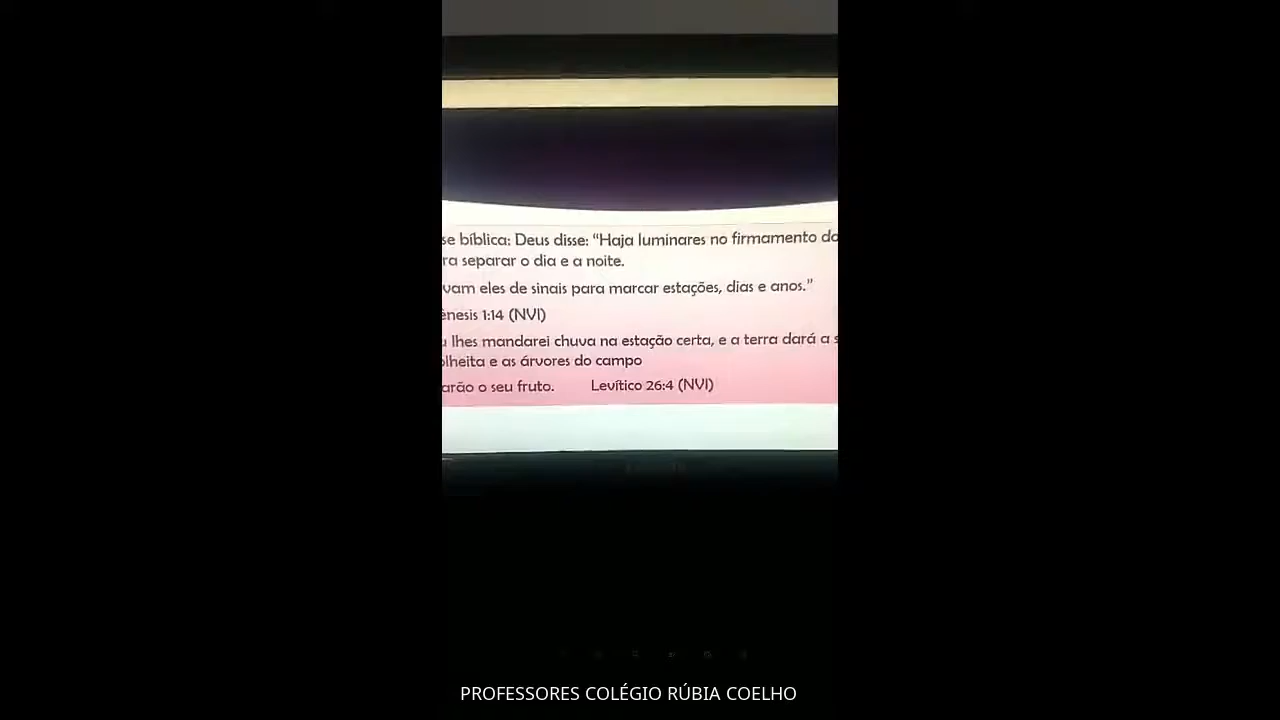 se bíblica: Deus disse: “Haja luminares no firmamento do
ra separar o dia e a noite.
vam eles de sinais para marcar estações, dias e anos.”
ênesis 1:14 (NVI)
u lhes mandarei chuva na estação certa, e a terra dará a s
olheita e as árvores do campo
arão o seu fruto. Levítico 26:4 (NVI)
PROFESSORES COLÉGIO RÚBIA COELHO